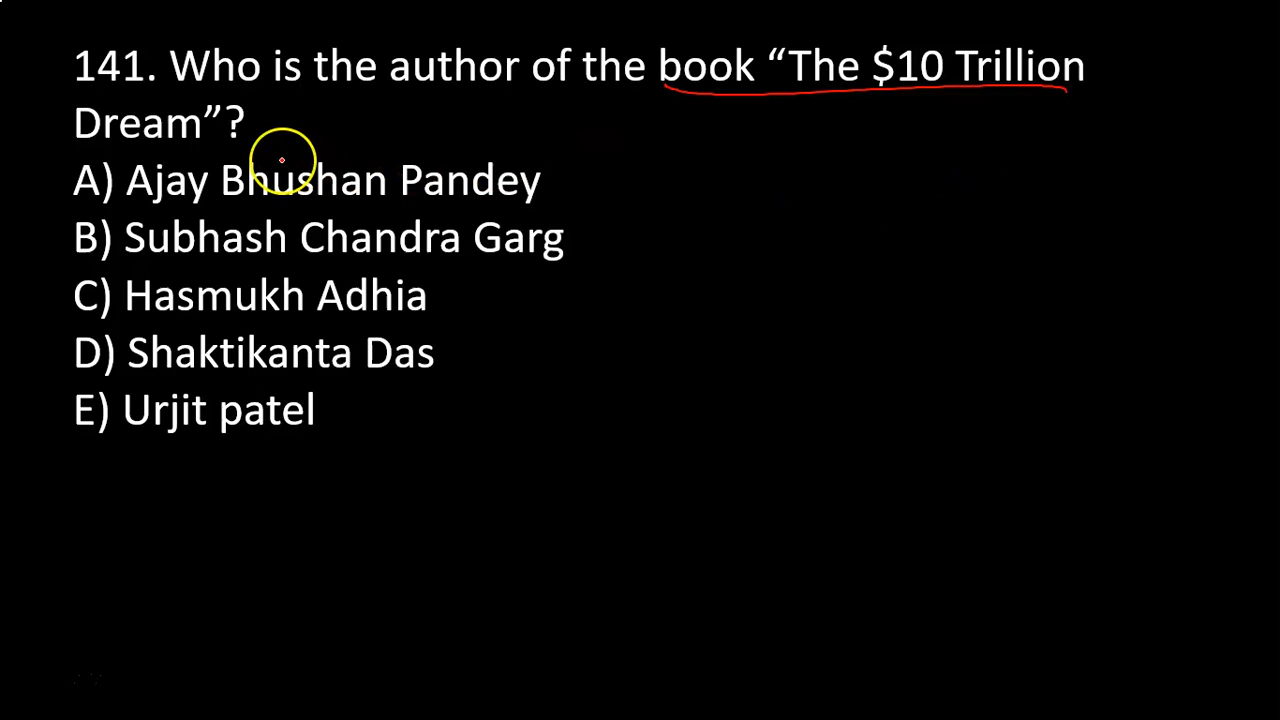 141. Who is the author of the book “The $10 Trillion
Dream”?
A) Ajay Bhushan Pandey
B) Subhash Chandra Garg
C) Hasmukh Adhia
D) Shaktikanta Das
E) Urjit patel